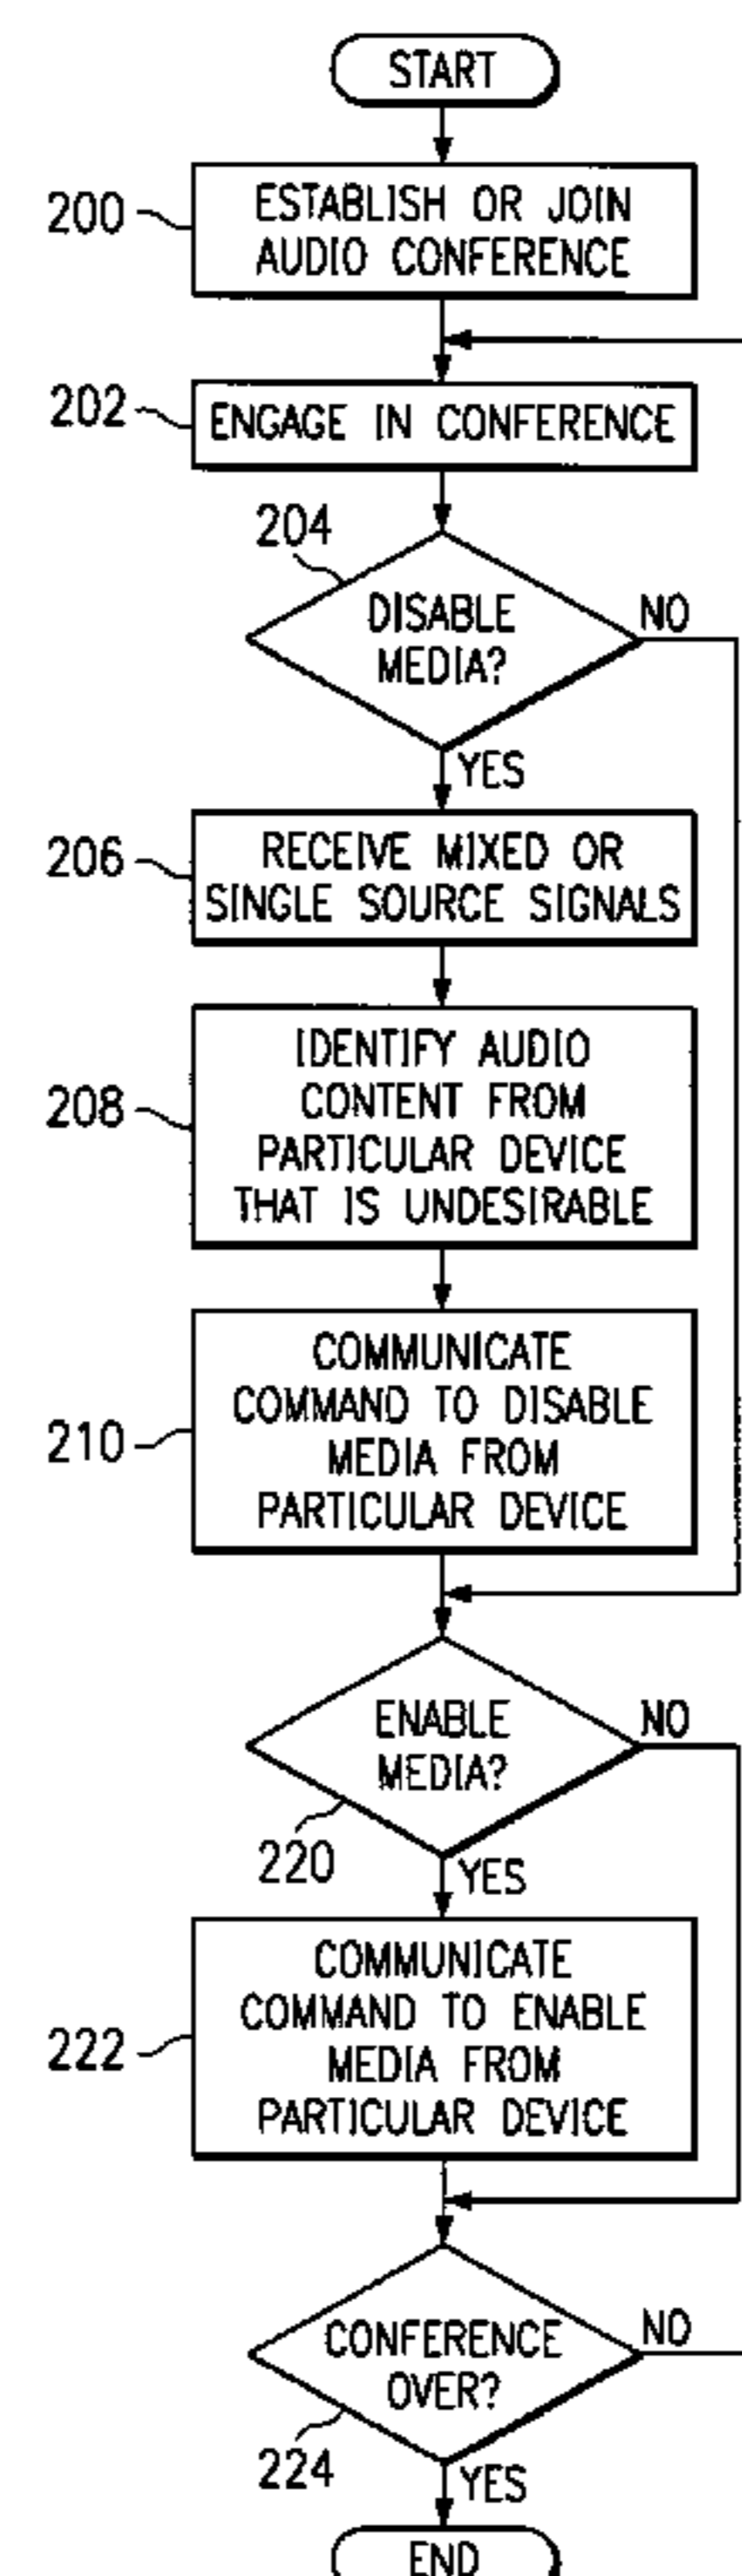 START
200
ESTABLISH OR JOIN
AUDIO CONFERENCE
202
ENGAGE IN CONFERENCE
204
DISABLE
MEDIA?
NO
YES
206
RECEIVE MIXED OR
SINGLE SOURCE SIGNALS
208
IDENTIFY AUDIO
CONTENT FROM
PARTICULAR DEVICE
THAT IS UNDESIRABLE
210
COMMUNICATE
COMMAND TO DISABLE
MEDIA FROM
PARTICULAR DEVICE
ENABLE
MEDIA?
NO
220
YES
222
COMMUNICATE
COMMAND TO ENABLE
MEDIA FROM
PARTICULAR DEVICE
CONFERENCE
OVER?
NO
224
YES
END